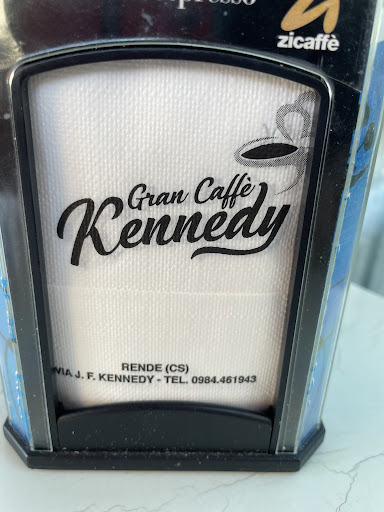 zicaffè
Gran Caffè
Kennedy
RENDE (CS)
VIA J. F. KENNEDY - TEL. 0984.461943